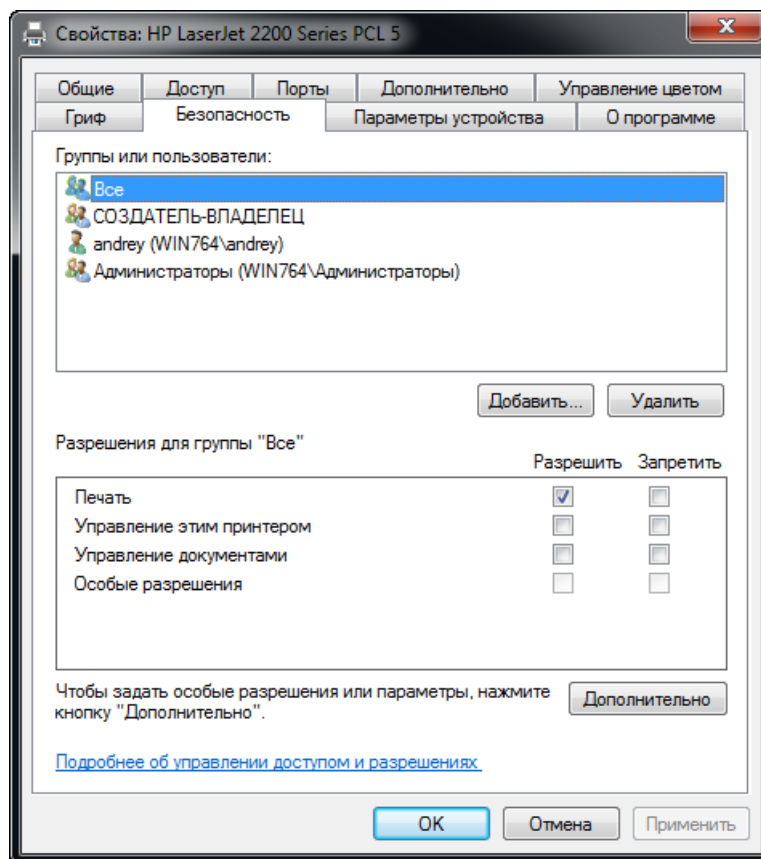 Свойства: HP LaserJet 2200 Series PCL 5
Общие Доступ Порты Дополнительно Управление цветом
Гриф Безопасность Параметры устройства О программе
Группы или пользователи:
Все
СОЗДАТЕЛЬ-ВЛАДЕЛЕЦ
andrey (WIN764\andrey)
Администраторы (WIN764\Администраторы)
Добавить... Удалить
Разрешения для группы "Все"
Разрешить Запретить
Печать
Управление этим принтером
Управление документами
Особые разрешения
Чтобы задать особые разрешения или параметры, нажмите
кнопку "Дополнительно".
Дополнительно
Подробнее об управлении доступом и разрешениях
OK Отмена Применить